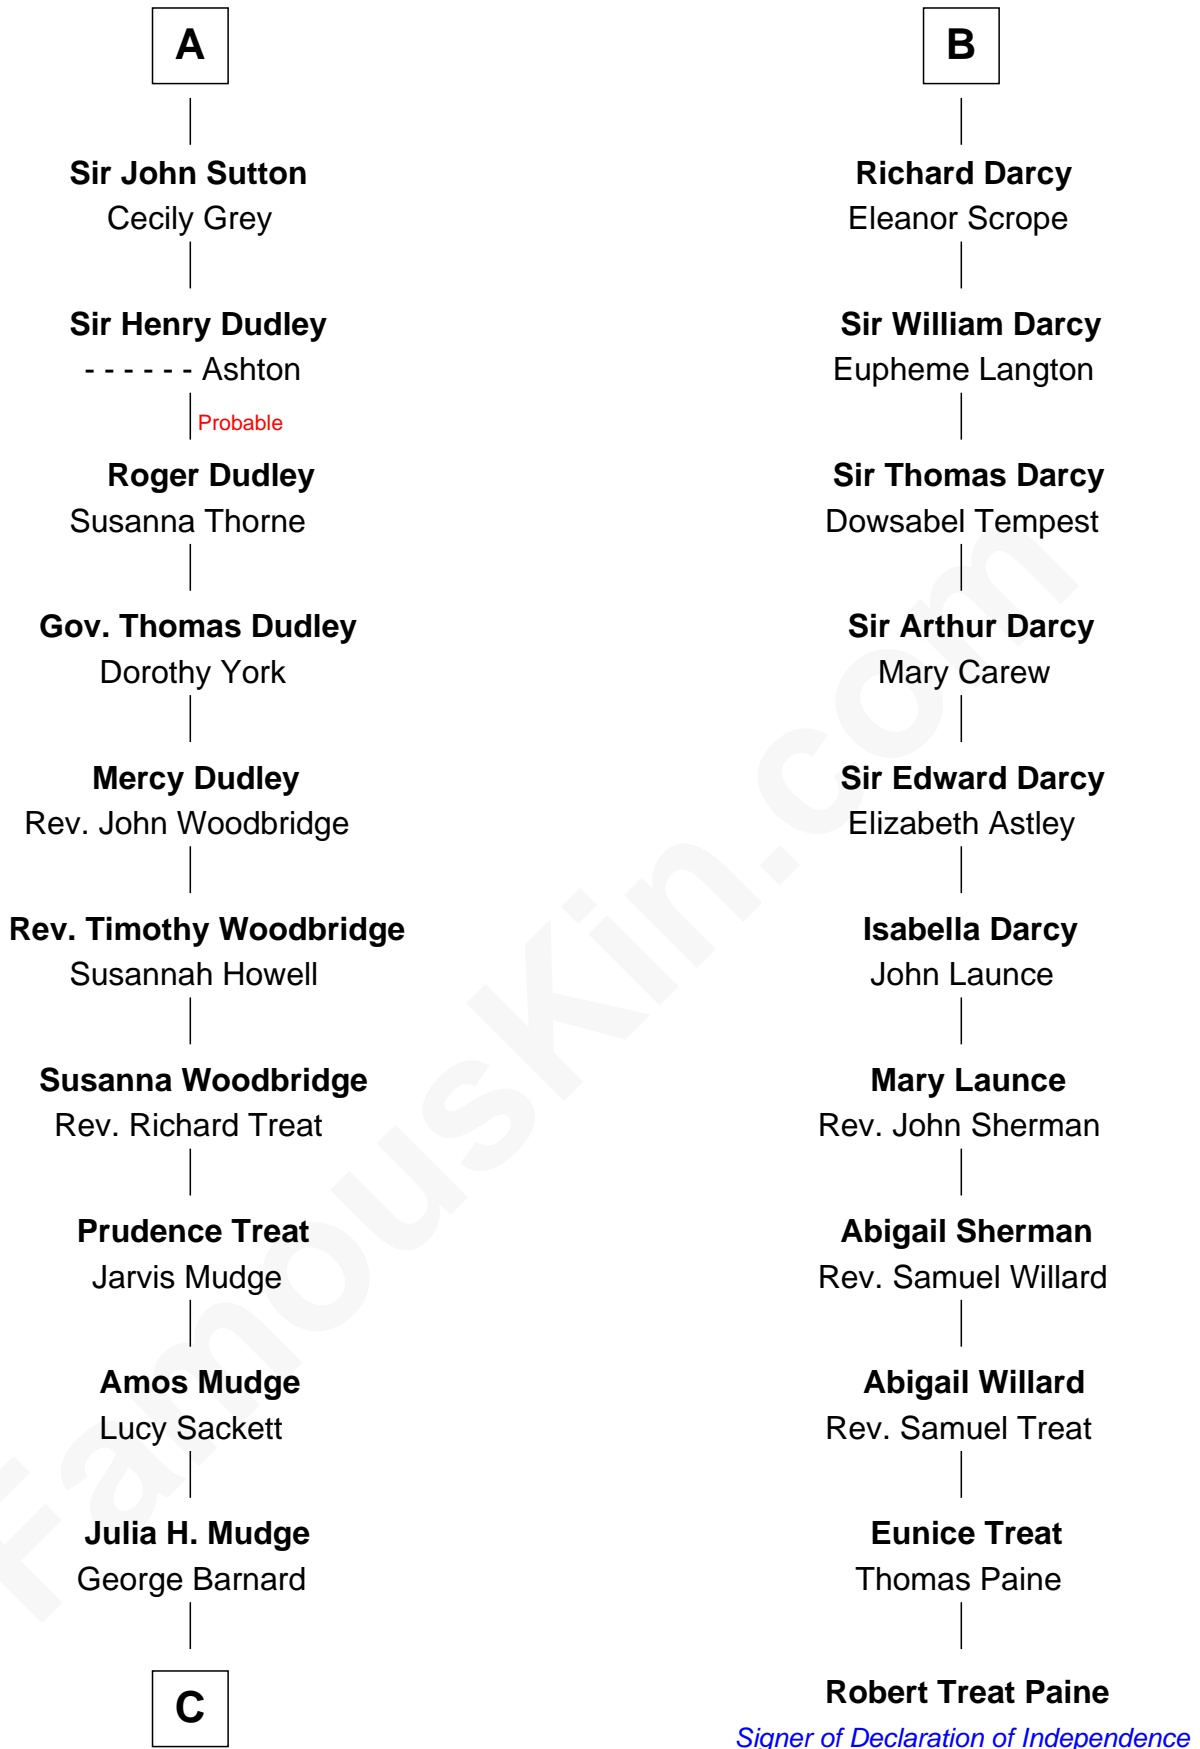 A
Sir John Sutton
Cecily Grey
Sir Henry Dudley
- - - - - - Ashton
Probable
Roger Dudley
Susanna Thorne
Gov. Thomas Dudley
Dorothy York
Mercy Dudley
Rev. John Woodbridge
Rev. Timothy Woodbridge
Susannah Howell
Susanna Woodbridge
Rev. Richard Treat
Prudence Treat
Jarvis Mudge
Amos Mudge
Lucy Sackett
Julia H. Mudge
George Barnard
C
B
Richard Darcy
Eleanor Scrope
Sir William Darcy
Eupheme Langton
Sir Thomas Darcy
Dowsabel Tempest
Sir Arthur Darcy
Mary Carew
Sir Edward Darcy
Elizabeth Astley
Isabella Darcy
John Launce
Mary Launce
Rev. John Sherman
Abigail Sherman
Rev. Samuel Willard
Abigail Willard
Rev. Samuel Treat
Eunice Treat
Thomas Paine
Robert Treat Paine
Signer of Declaration of Independence
FamousKin.com